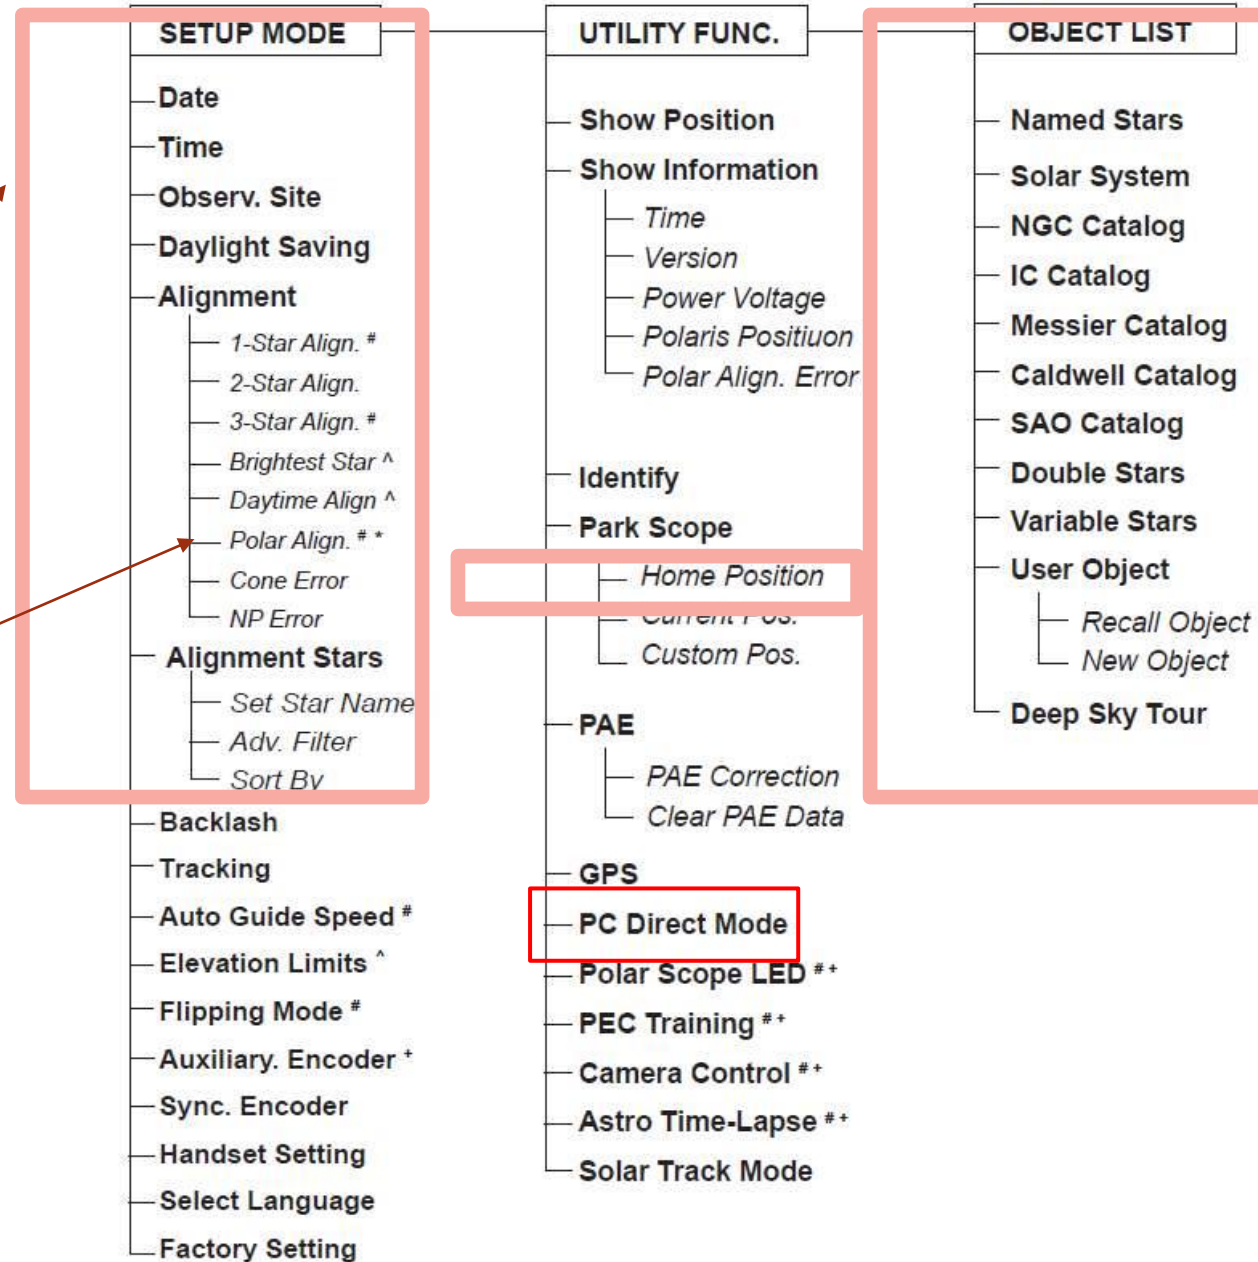 SETUP MODE
Date
Time
Observ. Site
Daylight Saving
Alignment
1-Star Align. #
2-Star Align.
3-Star Align. #
Brightest Star ^
Daytime Align ^
Polar Align. # *
Cone Error
NP Error
Alignment Stars
Set Star Name
Adv. Filter
Sort By
Backlash
Tracking
Auto Guide Speed #
Elevation Limits ^
Flipping Mode #
Auxiliary. Encoder +
Sync. Encoder
Handset Setting
Select Language
Factory Setting
UTILITY FUNC.
Show Position
Show Information
Time
Version
Power Voltage
Polaris Positiuon
Polar Align. Error
Identify
Park Scope
Home Position
Current Pos.
Custom Pos.
PAE
PAE Correction
Clear PAE Data
GPS
PC Direct Mode
Polar Scope LED # +
PEC Training # +
Camera Control # +
Astro Time-Lapse # +
Solar Track Mode
OBJECT LIST
Named Stars
Solar System
NGC Catalog
IC Catalog
Messier Catalog
Caldwell Catalog
SAO Catalog
Double Stars
Variable Stars
User Object
Recall Object
New Object
Deep Sky Tour